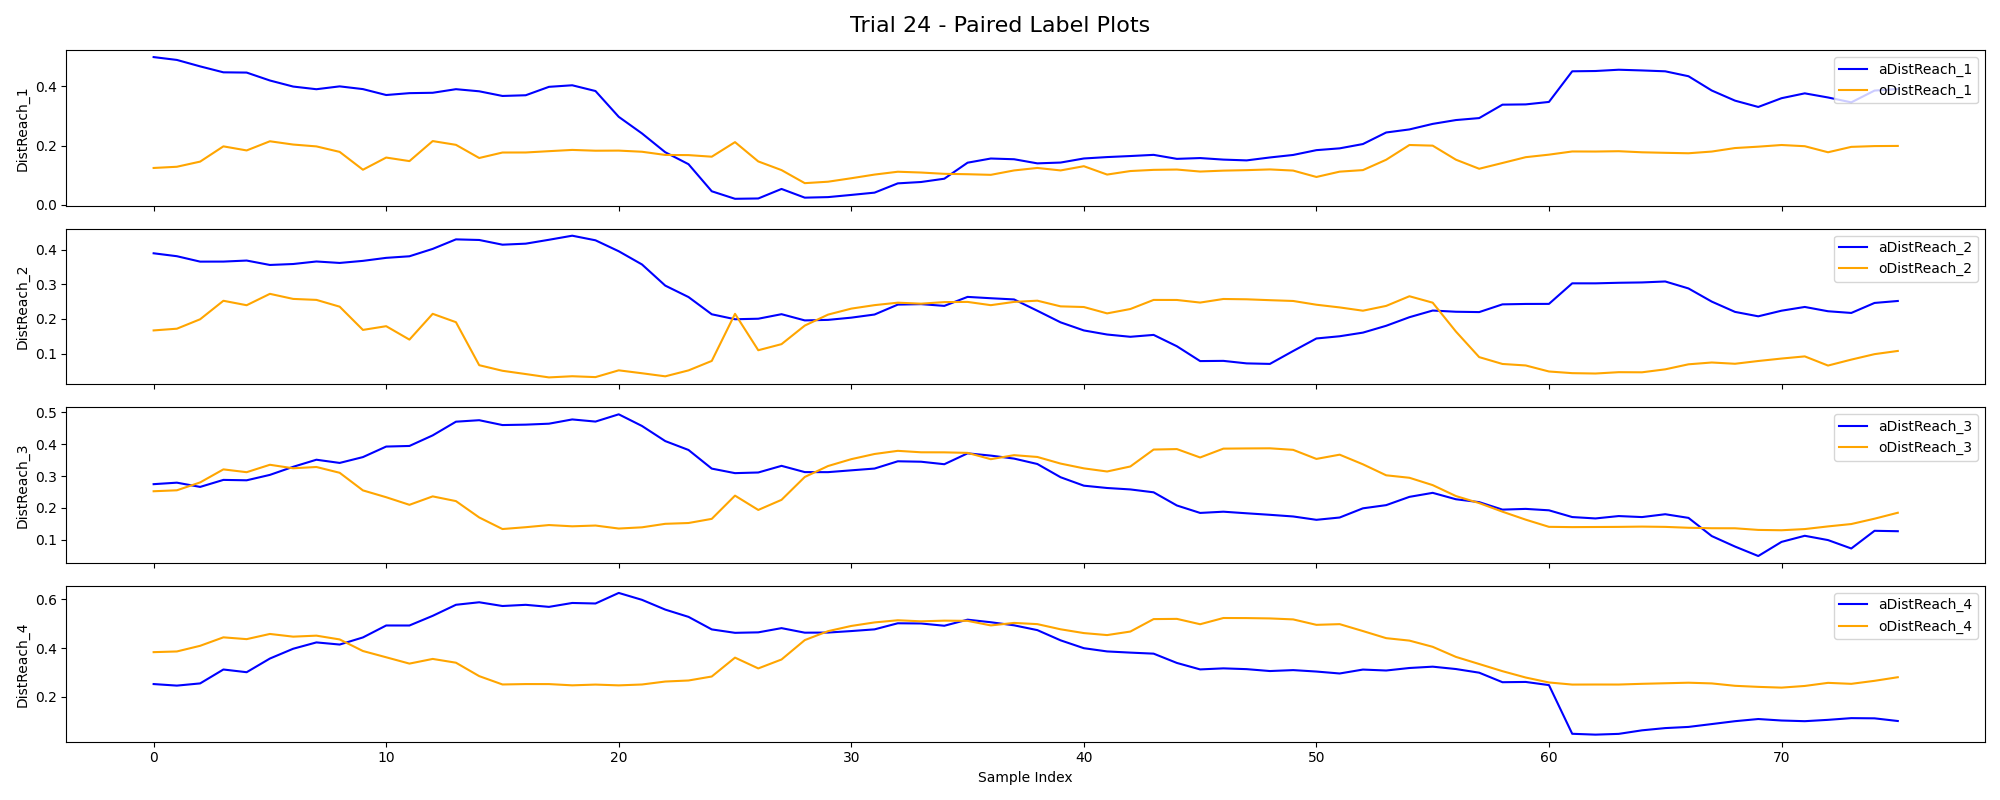 Trial 24 - Paired Label Plots
DistReach_1
0.4
0.2
0.0
aDistReach_1
oDistReach_1
DistReach_2
0.4
0.3
0.2
0.1
aDistReach_2
oDistReach_2
DistReach_3
0.5
0.4
0.3
0.2
0.1
aDistReach_3
oDistReach_3
DistReach_4
0.6
0.4
0.2
aDistReach_4
oDistReach_4
0 10 20 30 40 50 60 70
Sample Index